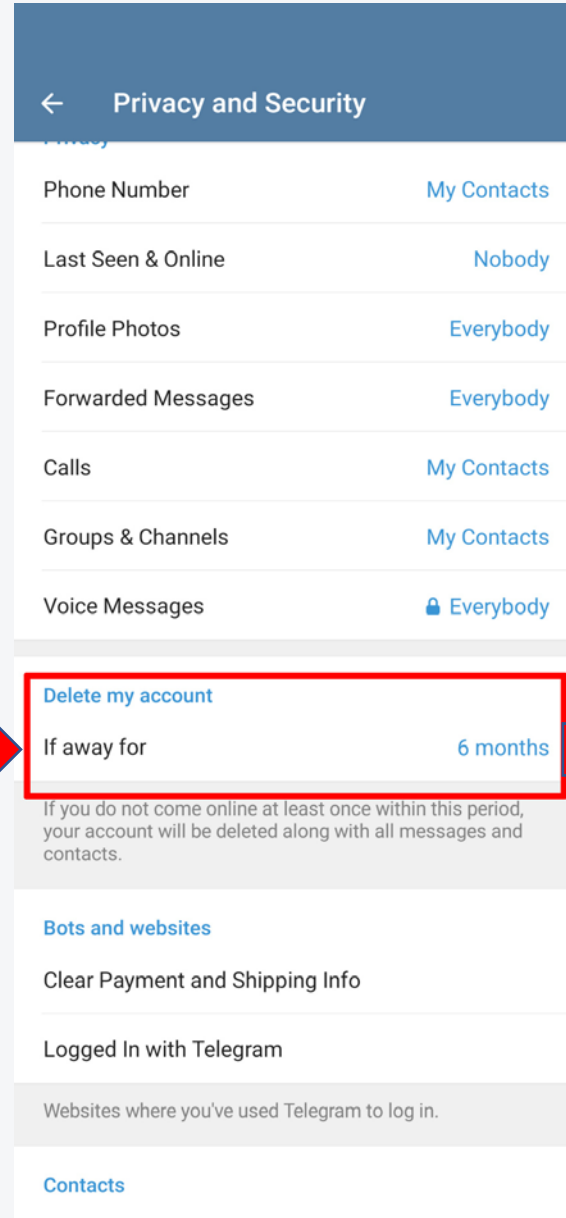 Privacy and Security
Privacy
Phone Number My Contacts
Last Seen & Online Nobody
Profile Photos Everybody
Forwarded Messages Everybody
Calls My Contacts
Groups & Channels My Contacts
Voice Messages Everybody
Delete my account
If away for 6 months
If you do not come online at least once within this period,
your account will be deleted along with all messages and
contacts.
Bots and websites
Clear Payment and Shipping Info
Logged In with Telegram
Websites where you've used Telegram to log in.
Contacts